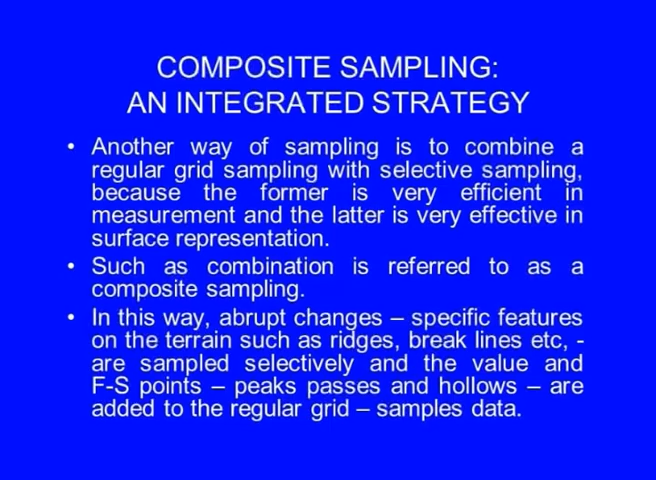 COMPOSITE SAMPLING:
AN INTEGRATED STRATEGY
• Another way of sampling is to combine a
regular grid sampling with selective sampling,
because the former is very efficient in
measurement and the latter is very effective in
surface representation.
• Such as combination is referred to as a
composite sampling.
• In this way, abrupt changes – specific features
on the terrain such as ridges, break lines etc, -
are sampled selectively and the value and
F-S points – peaks passes and hollows – are
added to the regular grid – samples data.